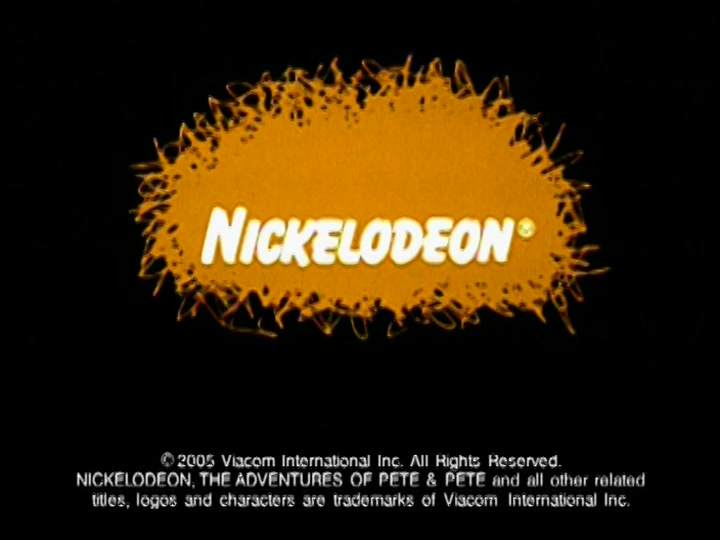 NICKELODEON®
© 2005 Viacom International Inc. All Rights Reserved.
NICKELODEON, THE ADVENTURES OF PETE & PETE and all other related
titles, logos and characters are trademarks of Viacom International Inc.